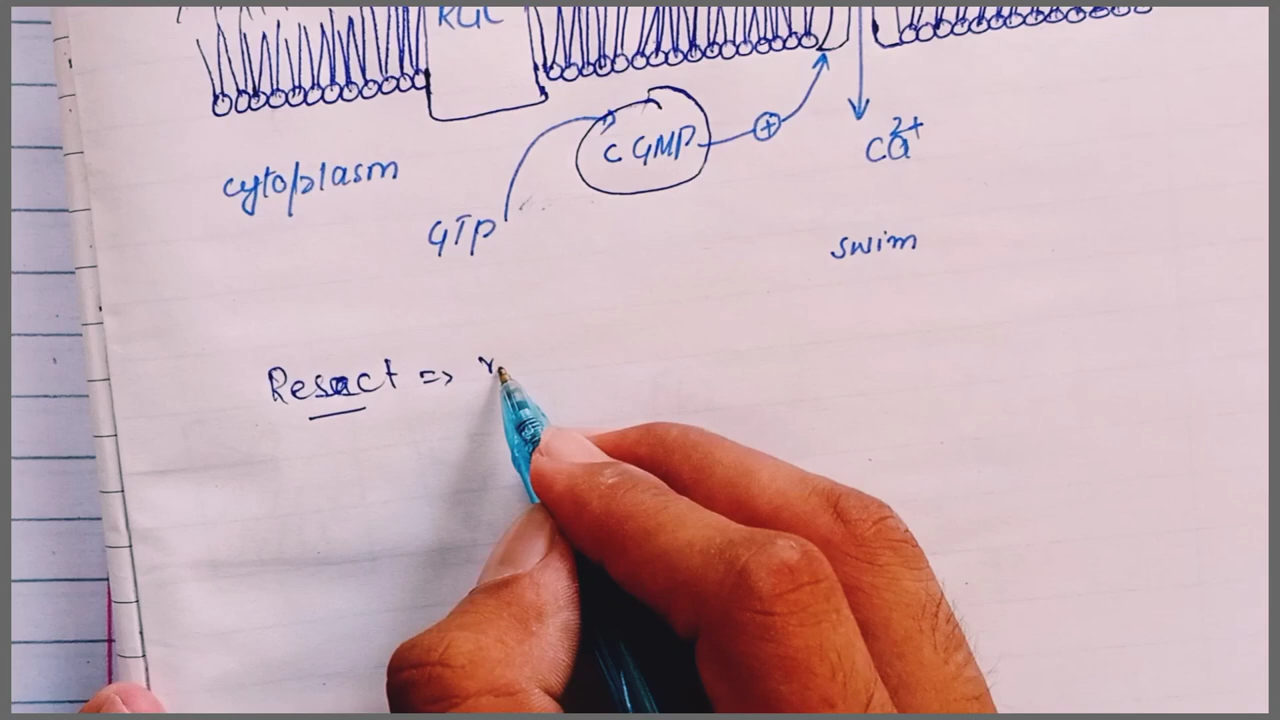 RGC
cGMP ⊕
Ca2+
cytoplasm
GTP
swim
Resact => r